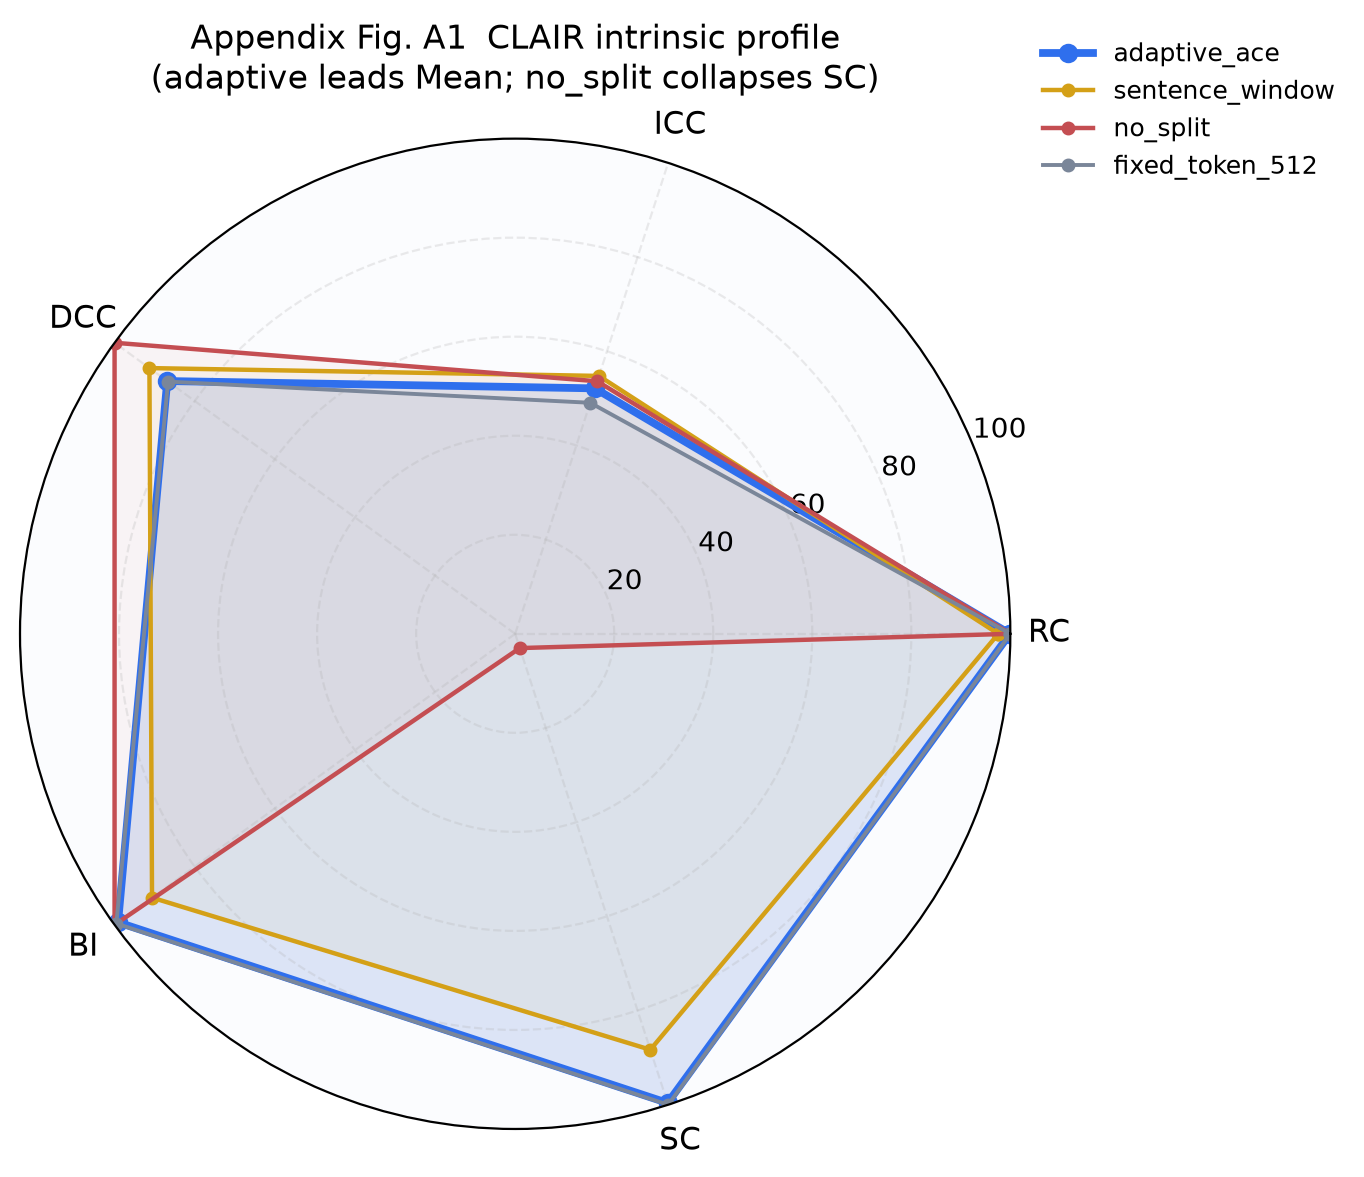 Appendix Fig. A1  CLAIR intrinsic profile
(adaptive leads Mean; no_split collapses SC)
adaptive_ace
sentence_window
no_split
fixed_token_512
ICC
DCC
100
80
60
40
20
RC
BI
SC